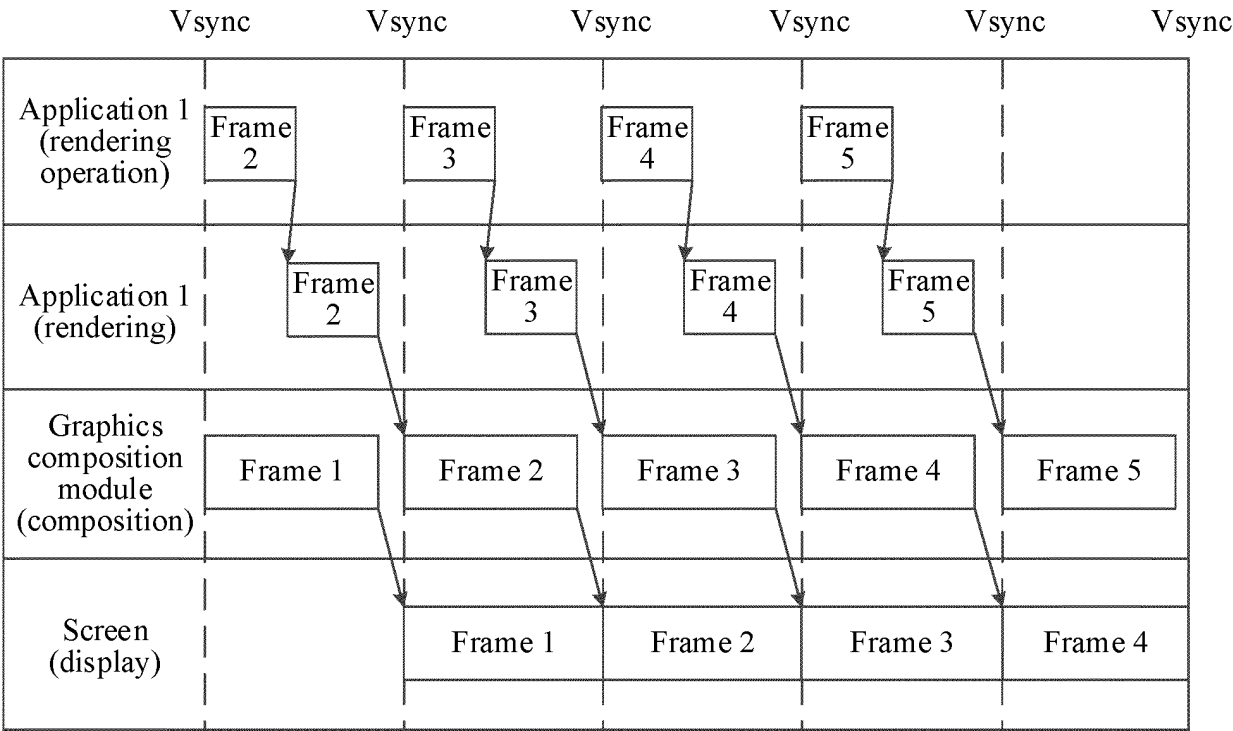 Vsync Vsync Vsync Vsync Vsync Vsync
Application 1
(rendering
operation)
Frame
2
Frame
3
Frame
4
Frame
5
Application 1
(rendering)
Frame
2
Frame
3
Frame
4
Frame
5
Graphics
composition
module
(composition)
Frame 1
Frame 2
Frame 3
Frame 4
Frame 5
Screen
(display)
Frame 1
Frame 2
Frame 3
Frame 4